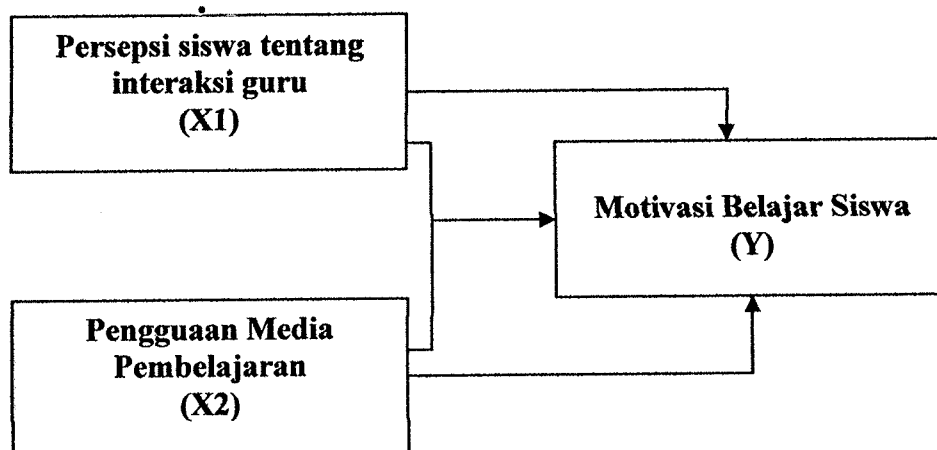 Persepsi siswa tentang
interaksi guru
(X1)
Motivasi Belajar Siswa
(Y)
Pengguaan Media
Pembelajaran
(X2)